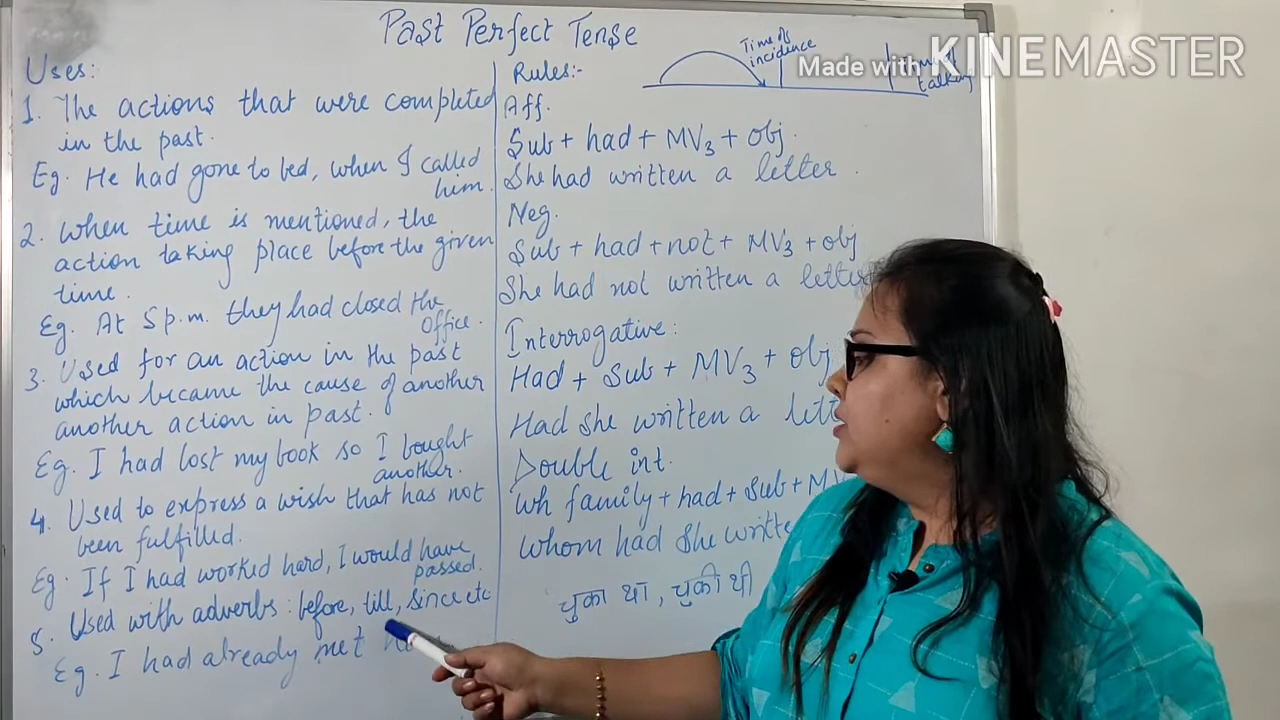 Past Perfect Tense
Uses:
1. The actions that were completed
in the past.
Eg. He had gone to bed, when I called
him.
2. When time is mentioned, the
action taking place before the given
time.
Eg. At 5 p.m. they had closed the
office.
3. Used for an action in the past
which became the cause of another
another action in past.
Eg. I had lost my book so I bought
another.
4. Used to express a wish that has not
been fulfilled.
Eg. If I had worked hard, I would have
passed.
5. Used with adverbs: before, till, since etc
Eg. I had already met
Rules:-
Aff.
Sub + had + MV3 + obj.
She had written a letter.
Neg.
Sub + had + not + MV3 + obj
She had not written a letter
Interrogative:
Had + Sub + MV3 + obj
Had she written a
Double int.
Wh family + had + Sub +
Whom had she
चुका था, चुकी थी
Time of
incidence
talking
Made with KINEMASTER